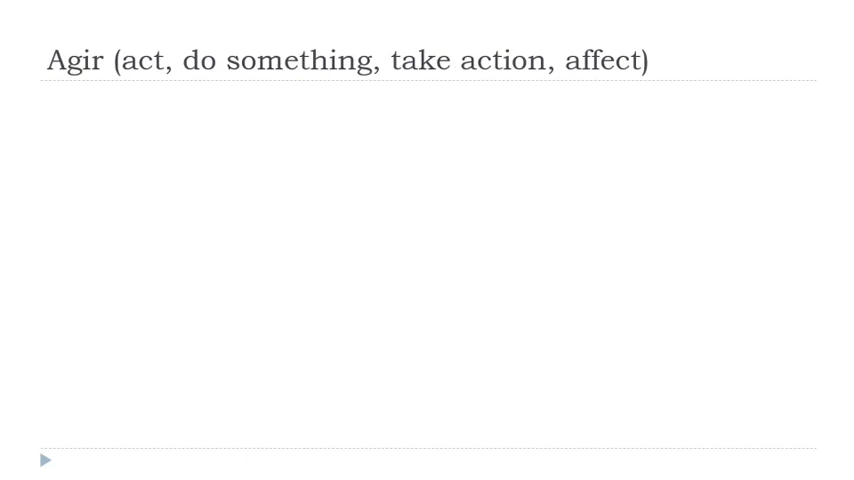 Agir (act, do something, take action, affect)